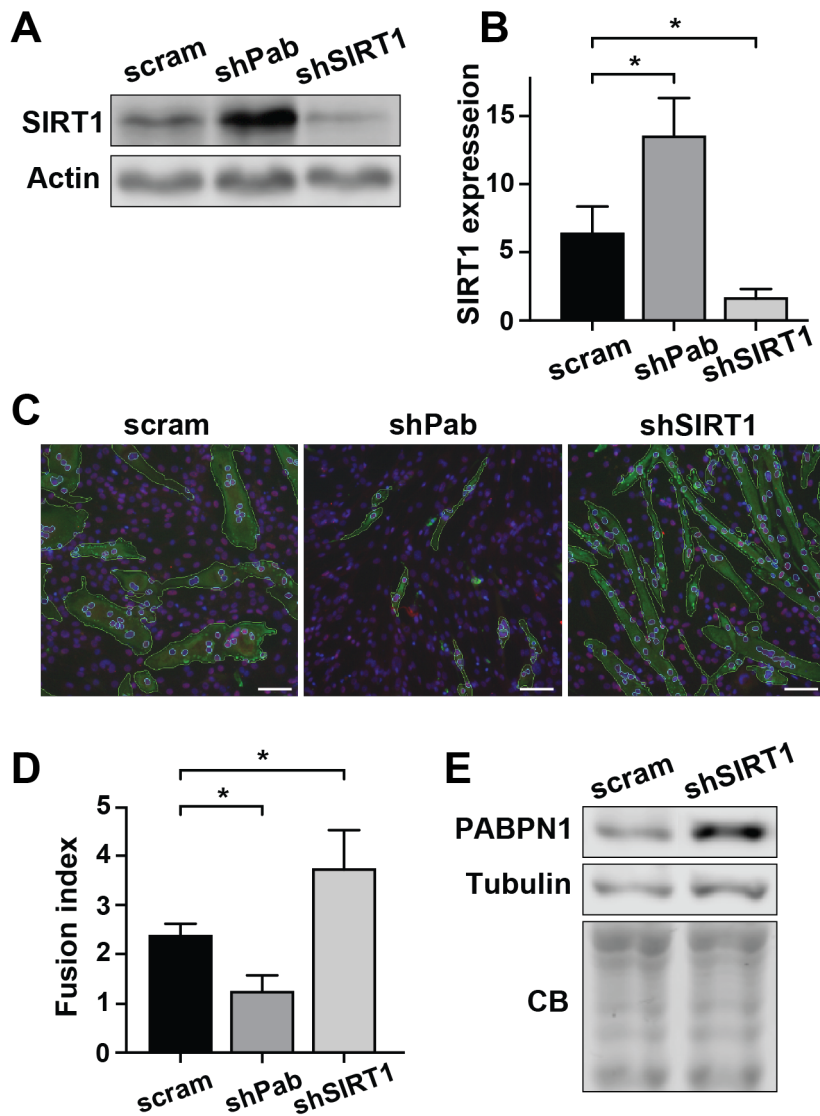 A
scram shPab shSIRT1
SIRT1
Actin
B
* 
*
SIRT1 expresseion
15
10
5
0
scram shPab shSIRT1
C
scram shPab shSIRT1
D
*
*
Fusion index
5
4
3
2
1
0
scram shPab shSIRT1
E
scram shSIRT1
PABPN1
Tubulin
CB